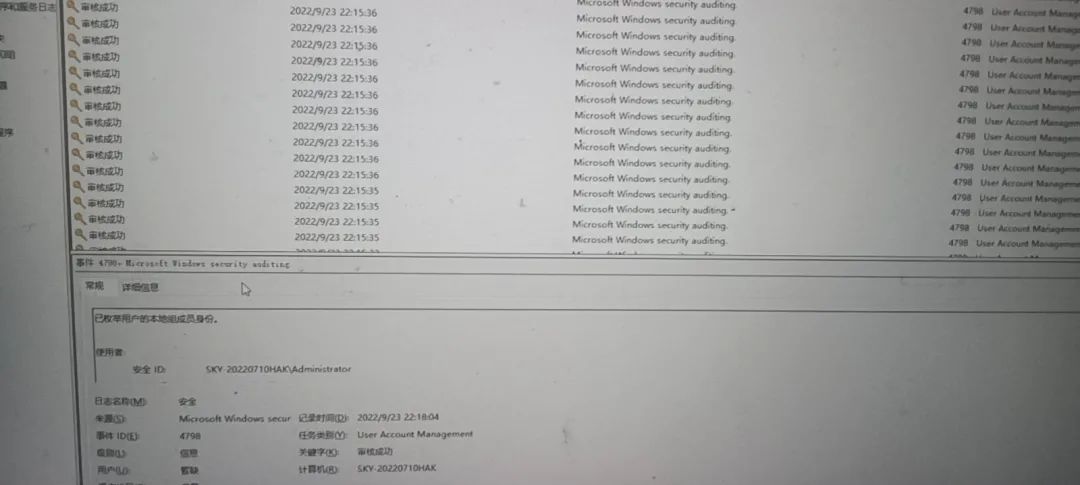 序和服务日志
审核成功 2022/9/23 22:15:36 Microsoft Windows security auditing. 4798 User Account Manage
审核成功 2022/9/23 22:15:36 Microsoft Windows security auditing. 4798 User Account Manage
审核成功 2022/9/23 22:15:36 Microsoft Windows security auditing. 4798 User Account Manage
审核成功 2022/9/23 22:15:36 Microsoft Windows security auditing. 4798 User Account Manage
审核成功 2022/9/23 22:15:36 Microsoft Windows security auditing. 4798 User Account Manage
审核成功 2022/9/23 22:15:36 Microsoft Windows security auditing. 4798 User Account Manage
审核成功 2022/9/23 22:15:36 Microsoft Windows security auditing. 4798 User Account Manage
审核成功 2022/9/23 22:15:36 Microsoft Windows security auditing. 4798 User Account Manage
审核成功 2022/9/23 22:15:36 Microsoft Windows security auditing. 4798 User Account Manage
审核成功 2022/9/23 22:15:36 Microsoft Windows security auditing. 4798 User Account Manage
审核成功 2022/9/23 22:15:36 Microsoft Windows security auditing. 4798 User Account Manageme
审核成功 2022/9/23 22:15:35 Microsoft Windows security auditing. 4798 User Account Manageme
审核成功 2022/9/23 22:15:35 Microsoft Windows security auditing. 4798 User Account Manageme
审核成功 2022/9/23 22:15:35 Microsoft Windows security auditing. 4798 User Account Manageme
审核成功 2022/9/23 22:15:35 Microsoft Windows security auditing. 4798 User Account Manageme
程序
事件 4798, Microsoft Windows security auditing
常规 详细信息
已枚举用户的本地组成员身份。
使用者
安全 ID: SKY-20220710HAK\Administrator
日志名称(M): 安全
来源(S): Microsoft Windows secur 记录时间(D): 2022/9/23 22:18:04
事件 ID(E): 4798 任务类别(Y): User Account Management
级别(L): 信息 关键字(K): 审核成功
用户(U): 暂缺 计算机(R): SKY-20220710HAK